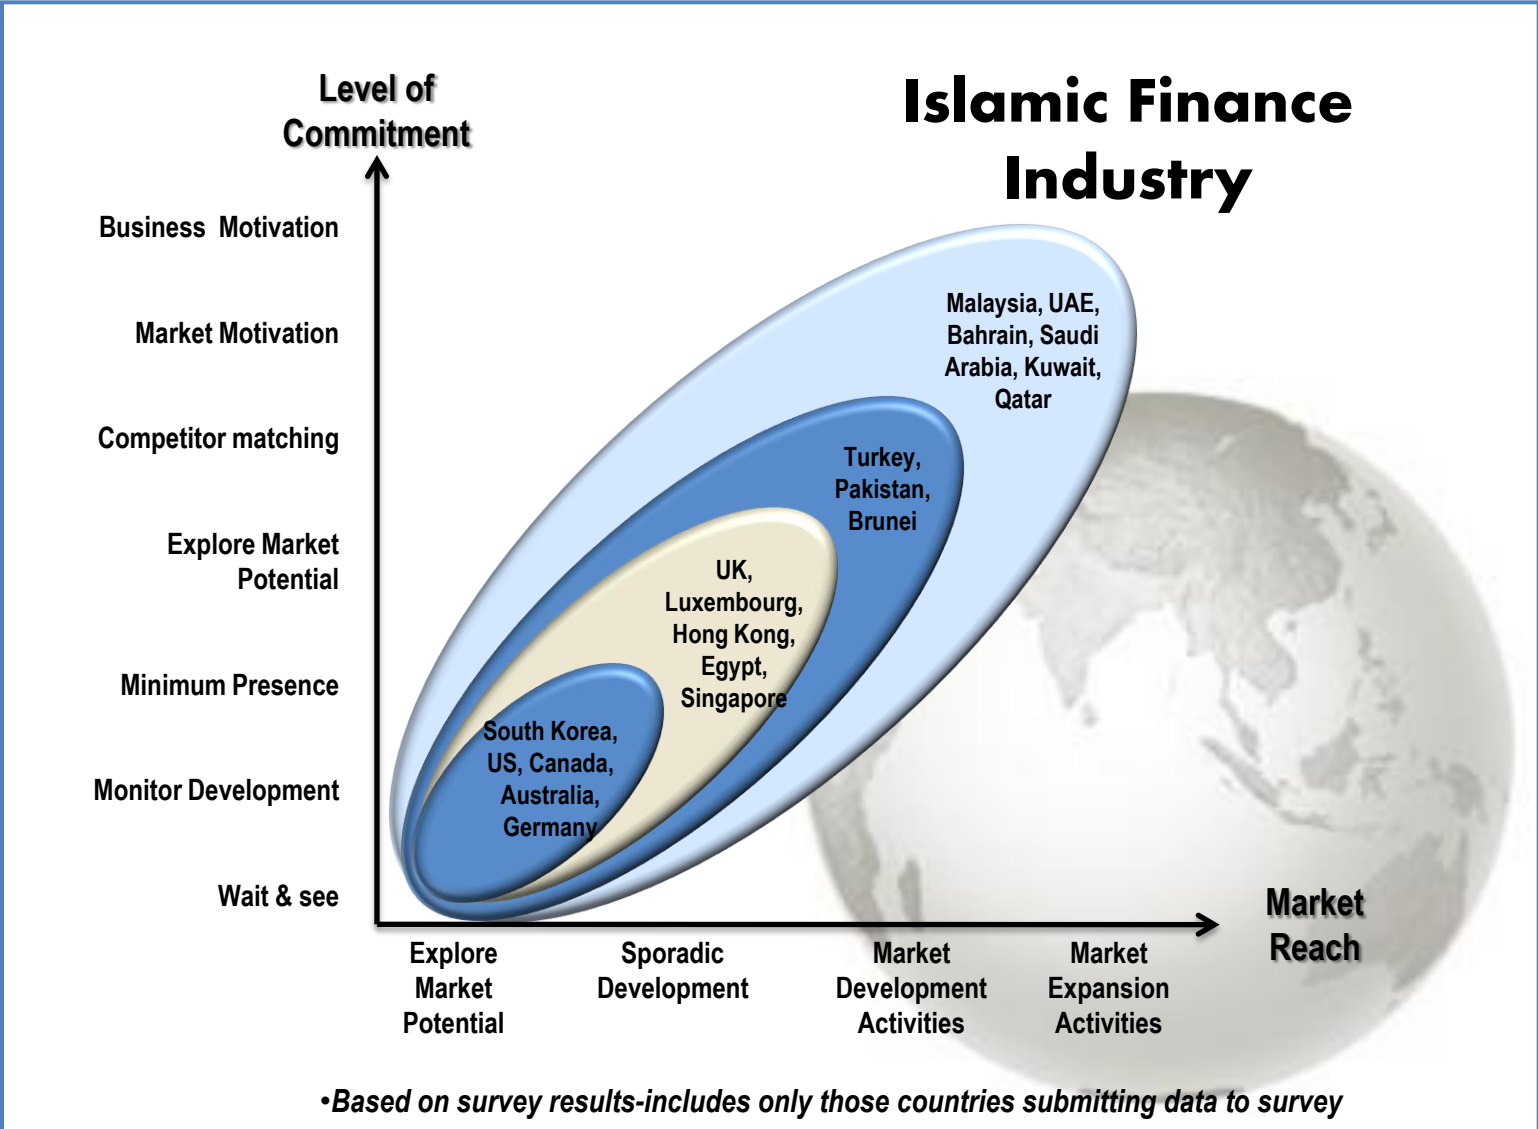 Islamic Finance
Industry
Level of
Commitment
Business  Motivation
Market Motivation
Competitor matching
Explore Market
Potential
Minimum Presence
Monitor Development
Wait & see
Malaysia, UAE,
Bahrain, Saudi
Arabia, Kuwait,
Qatar
Turkey,
Pakistan,
Brunei
UK,
Luxembourg,
Hong Kong,
Egypt,
Singapore
South Korea,
US, Canada,
Australia,
Germany
Explore
Market
Potential
Sporadic
Development
Market
Development
Activities
Market
Expansion
Activities
Market
Reach
•Based on survey results-includes only those countries submitting data to survey